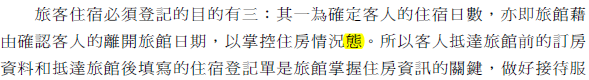 旅客住宿必須登記的目的有三：其一為確定客人的住宿日數，亦即旅館藉
由確認客人的離開旅館日期，以掌控住房情況態。所以客人抵達旅館前的訂房
資料和抵達旅館後填寫的住宿登記單是旅館掌握住房資訊的關鍵，做好接待服